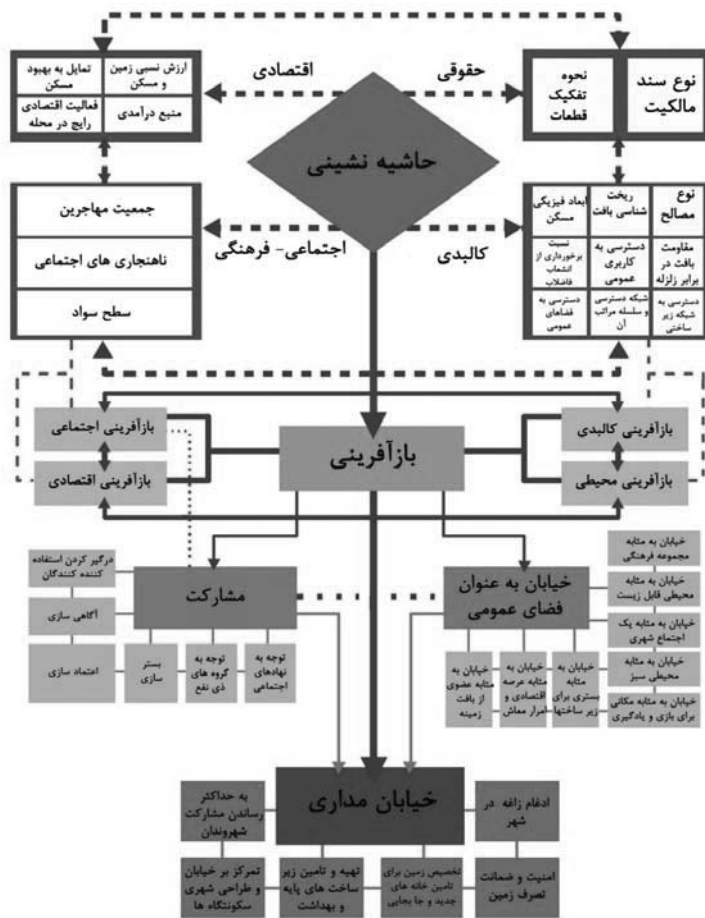 حقوقی
اقتصادی
نوع سند
مالکیت
نحوه
تفکیک
قطعات
ارزش نسبی زمین
و مسکن
تمایل به بهبود
مسکن
منبع درآمدی
فعالیت اقتصادی
رایج در محله
حاشیه نشینی
کالبدی
اجتماعی- فرهنگی
نوع
مصالح
ریخت
شناسی بافت
ابعاد فیزیکی
مسکن
مقاومت
بافت در
برابر زلزله
دسترسی به
کاربری
عمومی
نسبت
برخورداری از
انشعاب
فاضلاب
دسترسی به
شبکه زیر
ساختی
شبکه دسترسی
و سلسله مراتب
آن
دسترسی به
فضاهای
عمومی
جمعیت مهاجرین
ناهنجاری های اجتماعی
سطح سواد
بازآفرینی کالبدی
بازآفرینی محیطی
بازآفرینی
بازآفرینی اجتماعی
بازآفرینی اقتصادی
خیابان به عنوان
فضای عمومی
خیابان به مثابه
مجموعه فرهنگی
خیابان به مثابه
محیطی قابل زیست
خیابان به مثابه یک
اجتماع شهری
خیابان به مثابه
محیطی سبز
خیابان به مثابه مکانی
برای بازی و یادگیری
خیابان به
مثابه
بستری برای
زیر ساختها
خیابان به
مثابه عرصه
اقتصادی و
امرار معاش
خیابان به
مثابه عضوی
از بافت
زمینه
مشارکت
درگیر کردن استفاده
کننده کنندگان
آگاهی سازی
اعتماد سازی
بستر
سازی
توجه به
گروه های
ذی نفع
توجه به
نهادهای
اجتماعی
خیابان مداری
ادغام زاغه در
شهر
به حداکثر
رساندن مشارکت
شهروندان
امنیت و ضمانت
تصرف زمین
تخصیص زمین برای
تامین خانه های
جدید و جا بجایی
تهیه و تامین زیر
ساخت های پایه
و بهداشت
تمرکز بر خیابان
و طراحی شهری
سکونتگاه ها